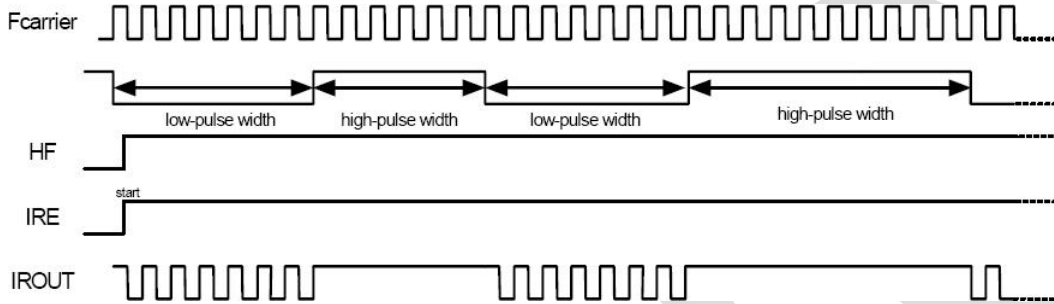 Fcarrier
low-pulse width
high-pulse width
low-pulse width
high-pulse width
HF
start
IRE
IROUT